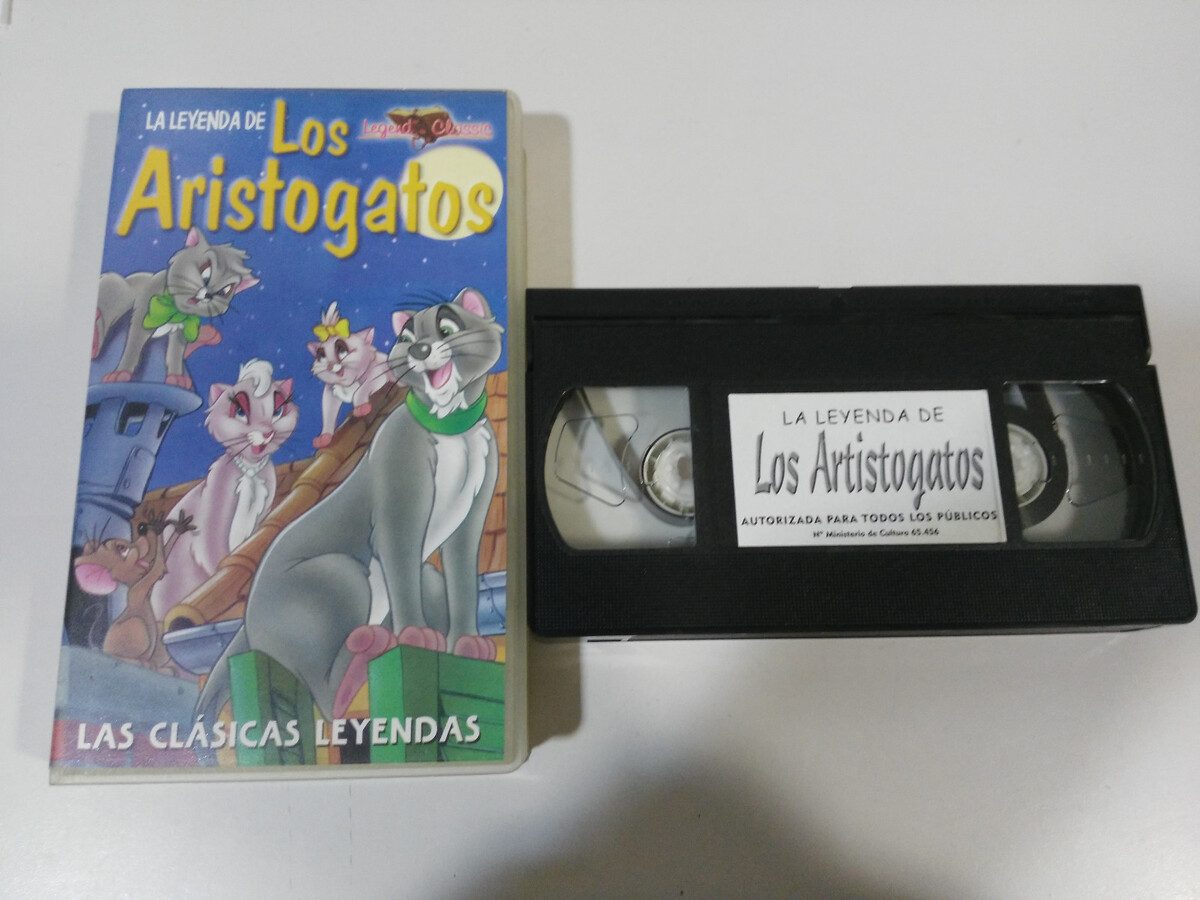 LA LEYENDA DE
Los
Legend Classic
Aristogatos
LAS CLÁSICAS LEYENDAS
LA LEYENDA DE
Los Artistogatos
AUTORIZADA PARA TODOS LOS PÚBLICOS
Nº Ministerio de Cultura 65.456